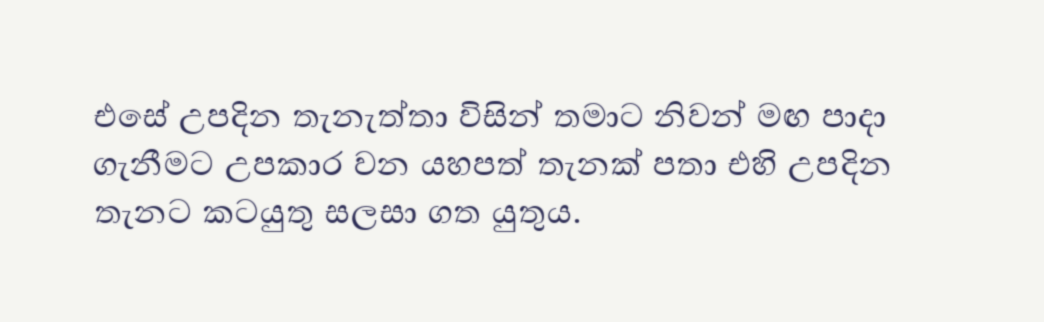 එසේ උපදින තැනැත්තා විසින් තමාට නිවන් මඟ පාදා
ගැනීමට උපකාර වන යහපත් තැනක් පතා එහි උපදින
තැනට කටයුතු සලසා ගත යුතුය.